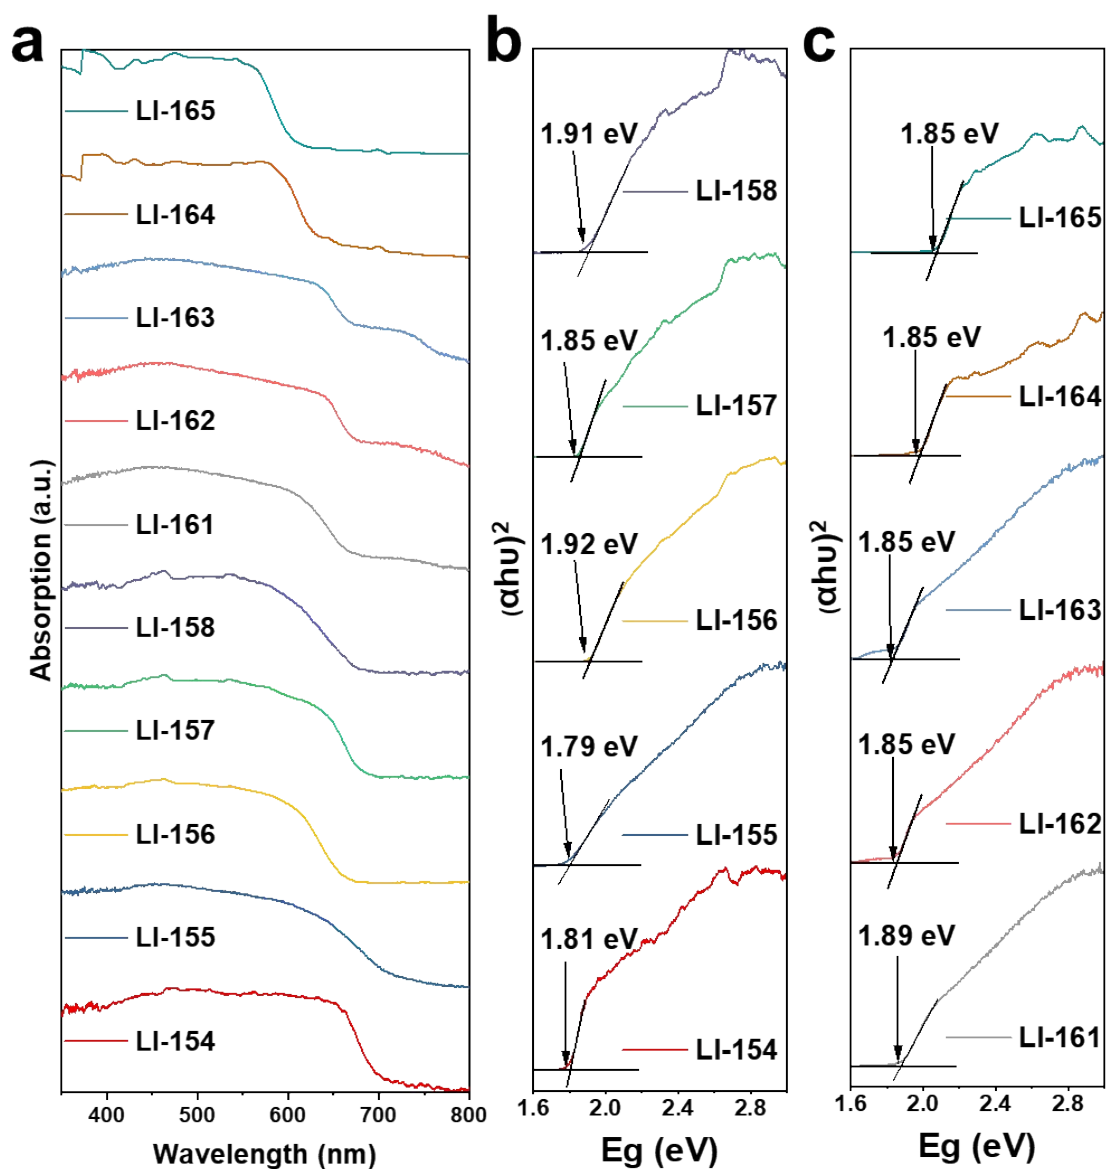 a
LI-165
LI-164
LI-163
LI-162
LI-161
LI-158
LI-157
LI-156
LI-155
LI-154
Absorption (a.u.)
400 500 600 700 800
Wavelength (nm)
b
1.91 eV
LI-158
1.85 eV
LI-157
1.92 eV
LI-156
1.79 eV
LI-155
1.81 eV
LI-154
(αhυ)²
1.6 2.0 2.4 2.8
Eg (eV)
c
1.85 eV
LI-165
1.85 eV
LI-164
1.85 eV
LI-163
1.85 eV
LI-162
1.89 eV
LI-161
(αhυ)²
1.6 2.0 2.4 2.8
Eg (eV)